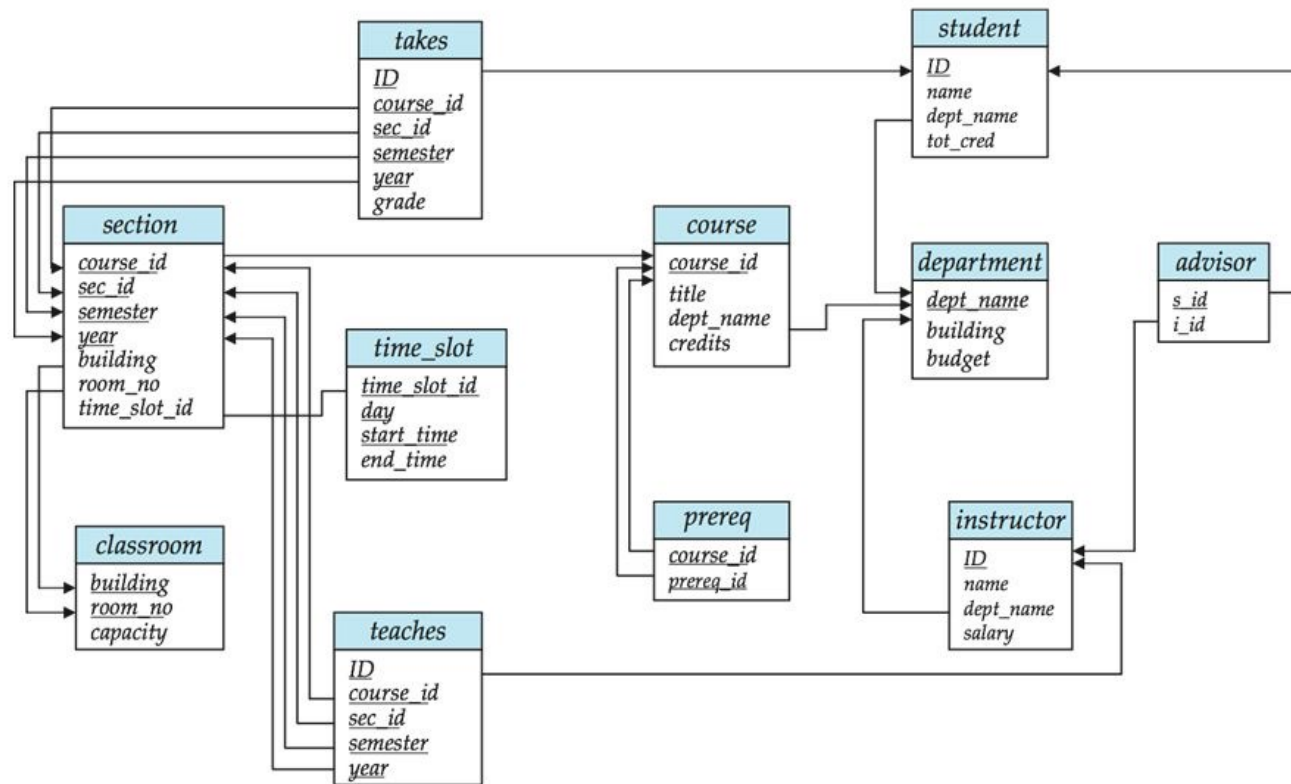 takes
ID
course_id
sec_id
semester
year
grade
student
ID
name
dept_name
tot_cred
section
course_id
sec_id
semester
year
building
room_no
time_slot_id
course
course_id
title
dept_name
credits
department
dept_name
building
budget
advisor
s_id
i_id
time_slot
time_slot_id
day
start_time
end_time
prereq
course_id
prereq_id
instructor
ID
name
dept_name
salary
classroom
building
room_no
capacity
teaches
ID
course_id
sec_id
semester
year